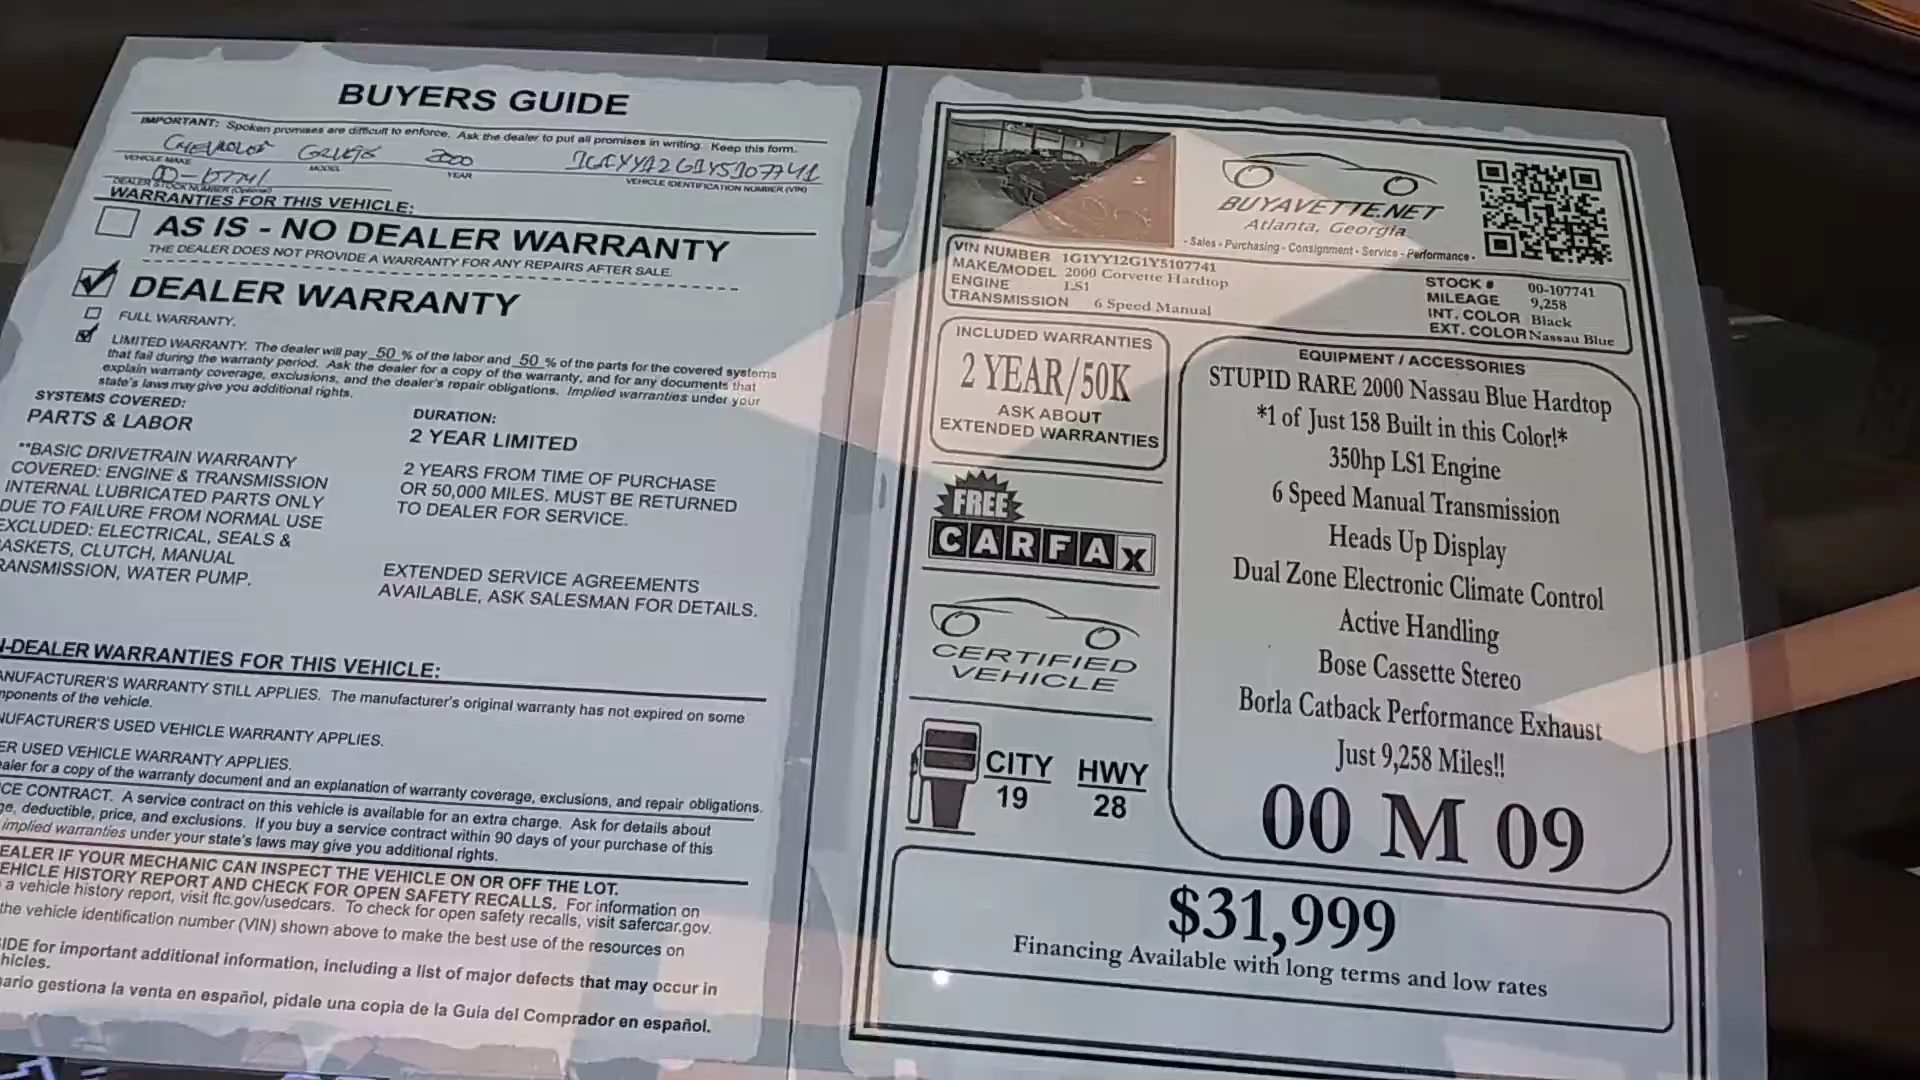 BUYERS GUIDE
IMPORTANT: Spoken promises are difficult to enforce. Ask the dealer to put all promises in writing. Keep this form.
CHEVROLET 2000
VEHICLE MAKE MODEL YEAR VEHICLE IDENTIFICATION NUMBER (VIN)
DEALER STOCK NUMBER (Optional)
WARRANTIES FOR THIS VEHICLE:
AS IS - NO DEALER WARRANTY
THE DEALER DOES NOT PROVIDE A WARRANTY FOR ANY REPAIRS AFTER SALE.
DEALER WARRANTY
FULL WARRANTY.
LIMITED WARRANTY. The dealer will pay 50 % of the labor and 50 % of the parts for the covered systems
that fail during the warranty period. Ask the dealer for a copy of the warranty, and for any documents that
explain warranty coverage, exclusions, and the dealer's repair obligations. Implied warranties under your
state's laws may give you additional rights.
SYSTEMS COVERED:
PARTS & LABOR
**BASIC DRIVETRAIN WARRANTY
COVERED: ENGINE & TRANSMISSION
INTERNAL LUBRICATED PARTS ONLY
DUE TO FAILURE FROM NORMAL USE
EXCLUDED: ELECTRICAL, SEALS &
ASKETS, CLUTCH, MANUAL
RANSMISSION, WATER PUMP.
DURATION:
2 YEAR LIMITED
2 YEARS FROM TIME OF PURCHASE
OR 50,000 MILES. MUST BE RETURNED
TO DEALER FOR SERVICE.
EXTENDED SERVICE AGREEMENTS
AVAILABLE, ASK SALESMAN FOR DETAILS.
-DEALER WARRANTIES FOR THIS VEHICLE:
ANUFACTURER'S WARRANTY STILL APPLIES. The manufacturer's original warranty has not expired on some
mponents of the vehicle.
NUFACTURER'S USED VEHICLE WARRANTY APPLIES.
ER USED VEHICLE WARRANTY APPLIES.
ealer for a copy of the warranty document and an explanation of warranty coverage, exclusions, and repair obligations.
CE CONTRACT. A service contract on this vehicle is available for an extra charge. Ask for details about
ge, deductible, price, and exclusions. If you buy a service contract within 90 days of your purchase of this
implied warranties under your state's laws may give you additional rights.
EALER IF YOUR MECHANIC CAN INSPECT THE VEHICLE ON OR OFF THE LOT.
EHICLE HISTORY REPORT AND CHECK FOR OPEN SAFETY RECALLS. For information on
a vehicle history report, visit ftc.gov/usedcars. To check for open safety recalls, visit safercar.gov.
the vehicle identification number (VIN) shown above to make the best use of the resources on
IDE for important additional information, including a list of major defects that may occur in
hicles.
ario gestiona la venta en español, pidale una copia de la Guia del Comprador en español.
BUYAVETTE.NET
Atlanta, Georgia
- Sales - Purchasing - Consignment - Service - Performance -
VIN NUMBER 1G1YY12G1Y5107741
MAKE/MODEL 2000 Corvette Hardtop
ENGINE LS1
TRANSMISSION 6 Speed Manual
STOCK # 00-107741
MILEAGE 9,258
INT. COLOR Black
EXT. COLOR Nassau Blue
INCLUDED WARRANTIES
2 YEAR/50K
ASK ABOUT
EXTENDED WARRANTIES
FREE
CARFAX
CERTIFIED
VEHICLE
CITY HWY
19 28
EQUIPMENT / ACCESSORIES
STUPID RARE 2000 Nassau Blue Hardtop
*1 of Just 158 Built in this Color!*
350hp LS1 Engine
6 Speed Manual Transmission
Heads Up Display
Dual Zone Electronic Climate Control
Active Handling
Bose Cassette Stereo
Borla Catback Performance Exhaust
Just 9,258 Miles!!
00 M 09
$31,999
Financing Available with long terms and low rates